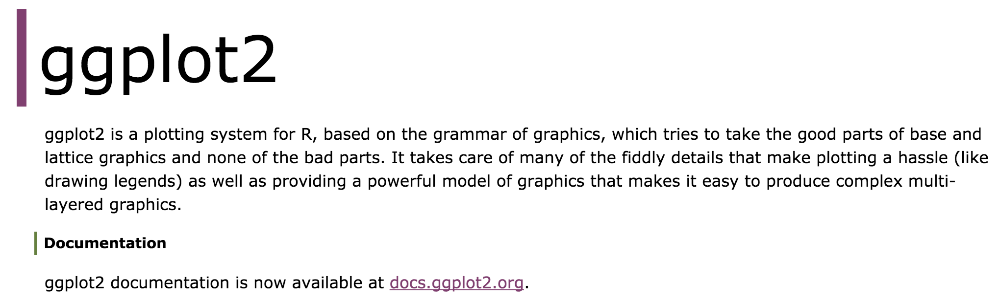 ggplot2
ggplot2 is a plotting system for R, based on the grammar of graphics, which tries to take the good parts of base and
lattice graphics and none of the bad parts. It takes care of many of the fiddly details that make plotting a hassle (like
drawing legends) as well as providing a powerful model of graphics that makes it easy to produce complex multi-
layered graphics.
Documentation
ggplot2 documentation is now available at docs.ggplot2.org.